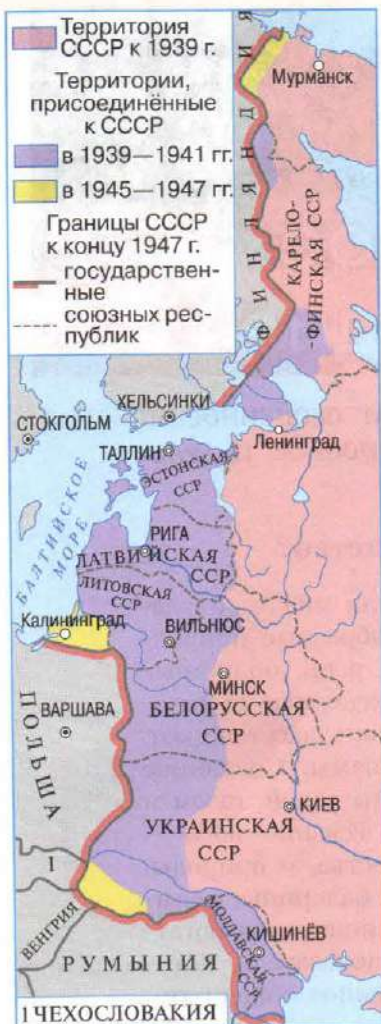 Территория
СССР к 1939 г.
Территории,
присоединённые
к СССР
в 1939—1941 гг.
в 1945—1947 гг.
Границы СССР
к концу 1947 г.
государствен-
ные
союзных рес-
публик
Мурманск
ФИНЛЯНДИЯ
КАРЕЛО-
-ФИНСКАЯ ССР
ХЕЛЬСИНКИ
СТОКГОЛЬМ
Ленинград
ТАЛЛИН
ЭСТОНСКАЯ
ССР
БАЛТИЙСКОЕ
МОРЕ
РИГА
ЛАТВИЙСКАЯ
ССР
ЛИТОВСКАЯ
ССР
Калининград
ВИЛЬНЮС
МИНСК
ПОЛЬША
ВАРШАВА
БЕЛОРУССКАЯ
ССР
КИЕВ
УКРАИНСКАЯ
ССР
1
ВЕНГРИЯ
МОЛДАВСКАЯ
ССР
КИШИНЁВ
РУМЫНИЯ
1 ЧЕХОСЛОВАКИЯ